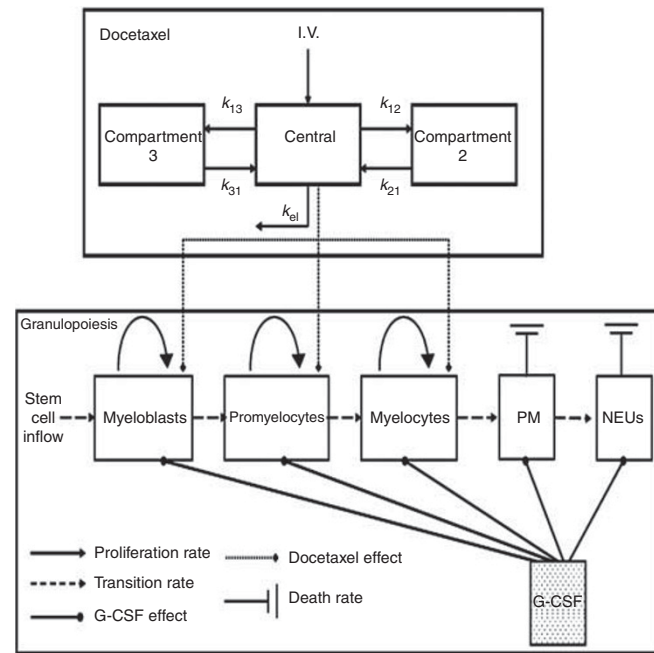 Docetaxel
I.V.
k13
k12
Compartment
3
Central
Compartment
2
k31
k21
kel
Granulopoiesis
Stem
cell
inflow
Myeloblasts
Promyelocytes
Myelocytes
PM
NEUs
Proliferation rate
Docetaxel effect
Transition rate
Death rate
G-CSF effect
G-CSF